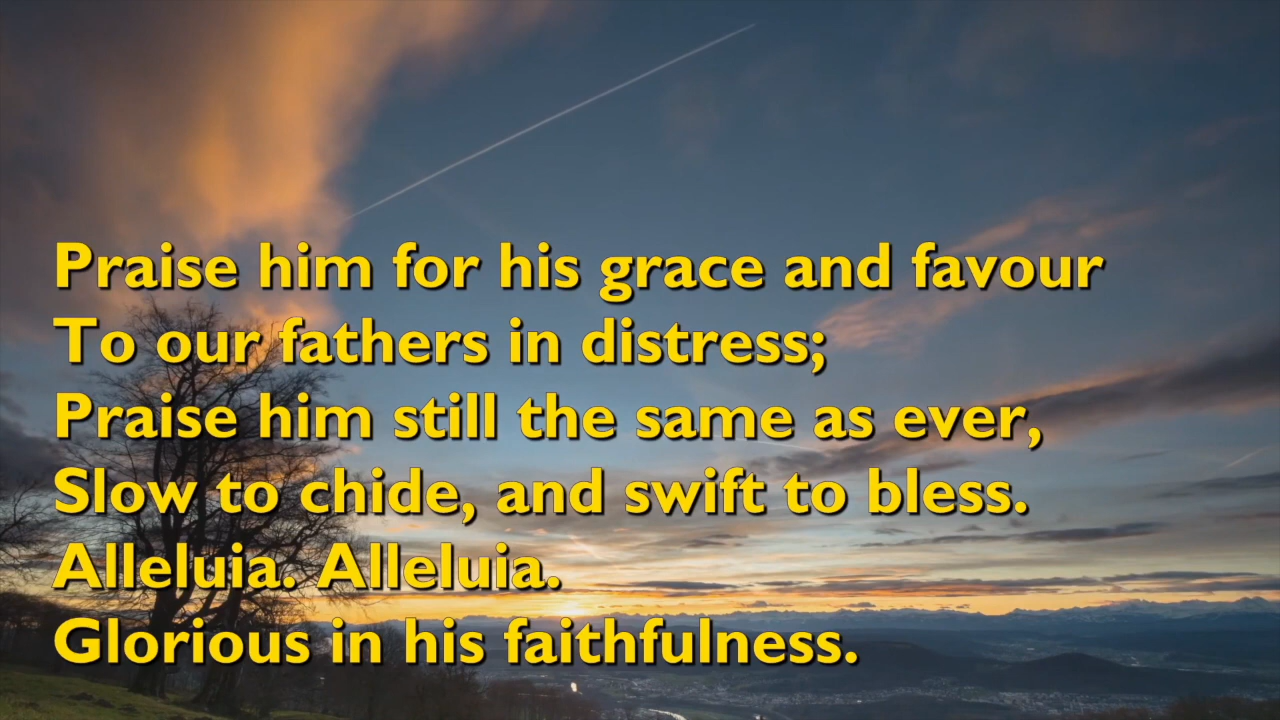 Praise him for his grace and favour
To our fathers in distress;
Praise him still the same as ever,
Slow to chide, and swift to bless.
Alleluia. Alleluia.
Glorious in his faithfulness.